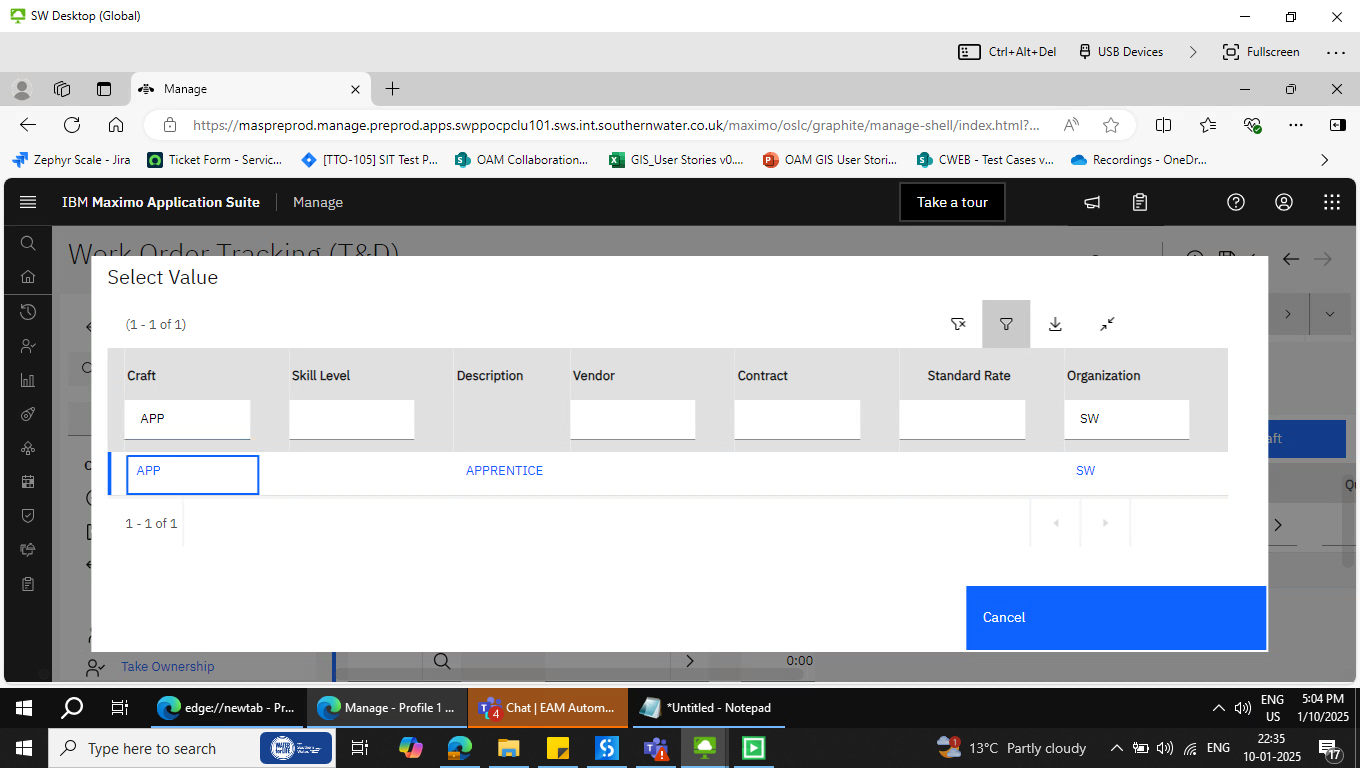 SW Desktop (Global)
Ctrl+Alt+Del
USB Devices
Fullscreen
Manage
https://maspreprod.manage.preprod.apps.swppocpclu101.sws.int.southernwater.co.uk/maximo/oslc/graphite/manage-shell/index.html?...
Zephyr Scale - Jira
Ticket Form - Servic...
[TTO-105] SIT Test P...
OAM Collaboration...
GIS_User Stories v0....
OAM GIS User Stori...
CWEB - Test Cases v...
Recordings - OneDr...
IBM Maximo Application Suite
Manage
Take a tour
Work Order Tracking (T&D)
Select Value
(1 - 1 of 1)
Craft
Skill Level
Description
Vendor
Contract
Standard Rate
Organization
APP
SW
APP
APPRENTICE
SW
1 - 1 of 1
Cancel
Take Ownership
0:00
edge://newtab - Pr...
Manage - Profile 1 ...
4
Chat | EAM Autom...
*Untitled - Notepad
ENG
US
5:04 PM
1/10/2025
Type here to search
13°C Partly cloudy
ENG
22:35
10-01-2025
17